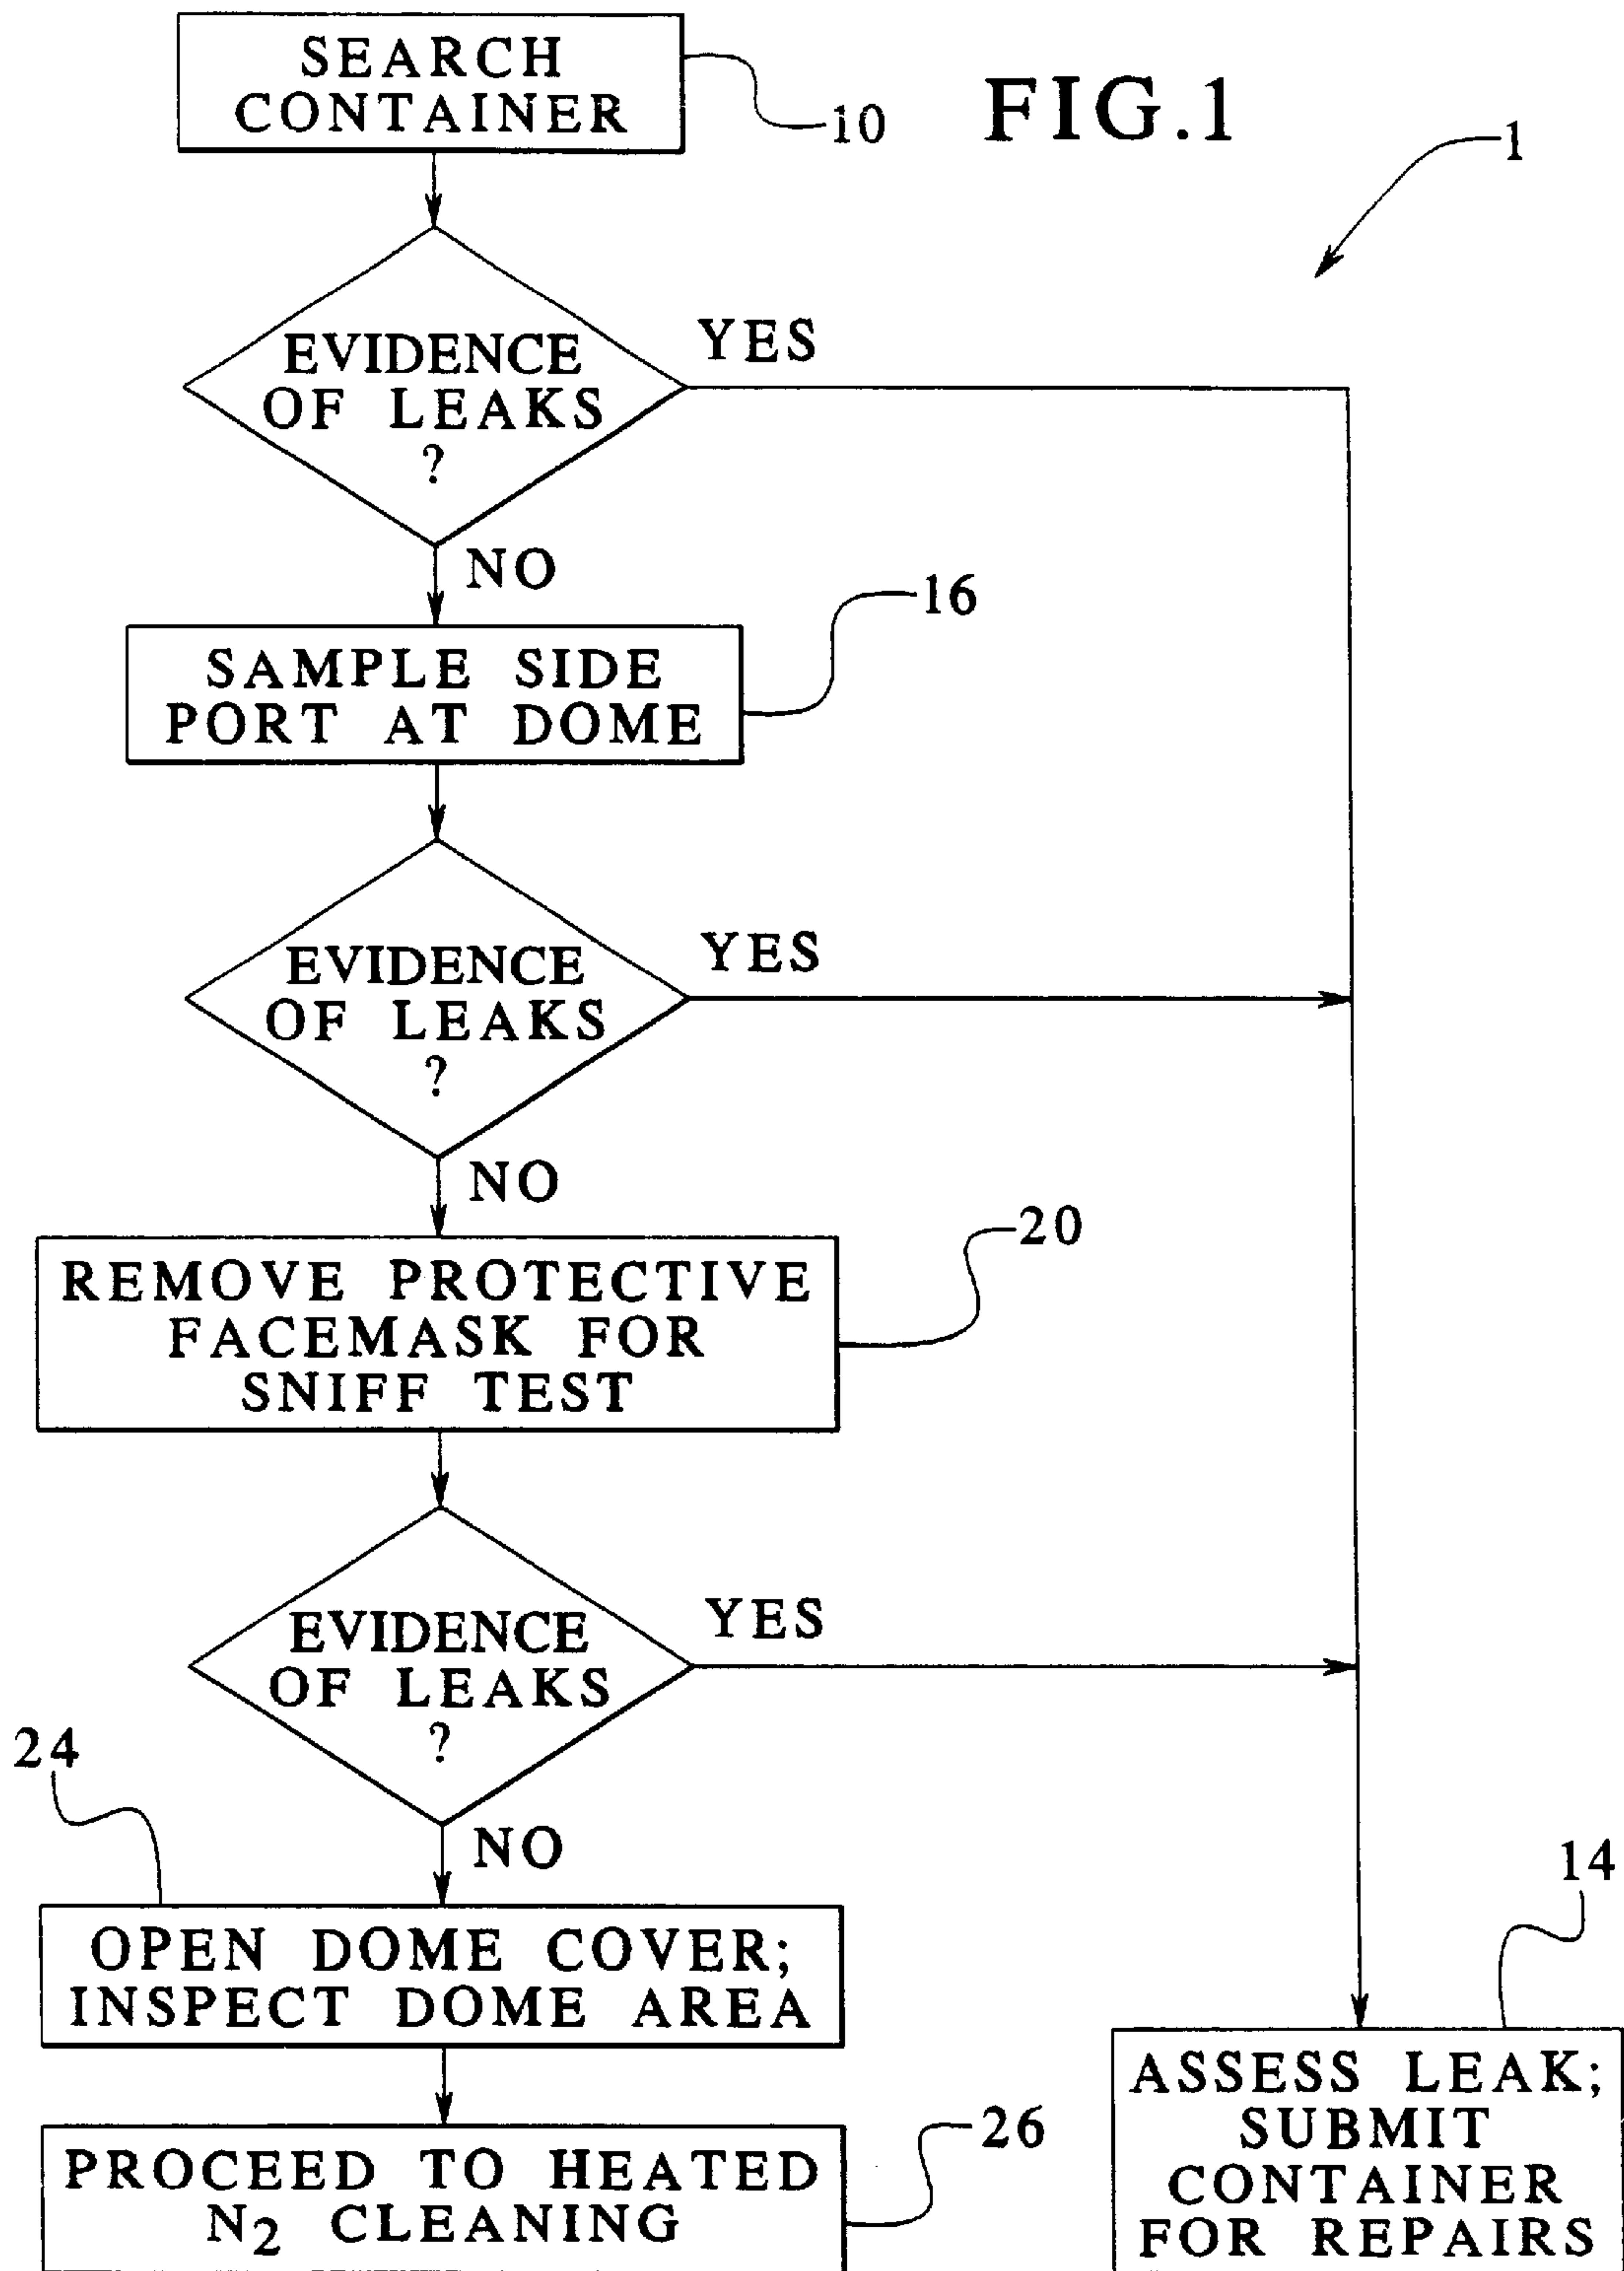 SEARCH
CONTAINER
10
FIG.1
1
EVIDENCE
OF LEAKS
?
YES
NO
16
SAMPLE SIDE
PORT AT DOME
EVIDENCE
OF LEAKS
?
YES
NO
20
REMOVE PROTECTIVE
FACEMASK FOR
SNIFF TEST
EVIDENCE
OF LEAKS
?
YES
24
NO
14
OPEN DOME COVER;
INSPECT DOME AREA
26
PROCEED TO HEATED
N2 CLEANING
ASSESS LEAK;
SUBMIT
CONTAINER
FOR REPAIRS